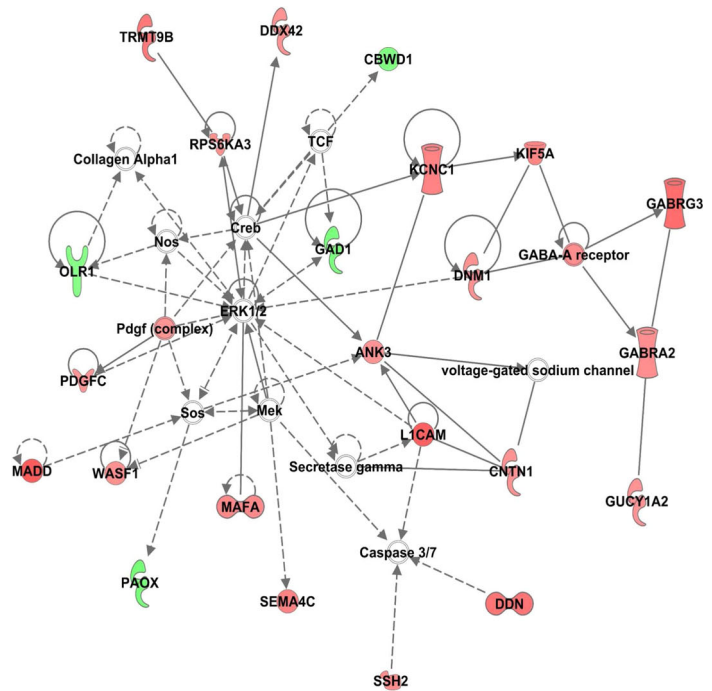 TRMT9B
DDX42
CBWD1
RPS6KA3
TCF
Collagen Alpha1
KCNC1
KIF5A
GABRG3
Nos
Creb
GAD1
OLR1
DNM1
GABA-A receptor
ERK1/2
Pdgf (complex)
ANK3
GABRA2
PDGFC
voltage-gated sodium channel
Sos
Mek
L1CAM
MADD
WASF1
Secretase gamma
CNTN1
MAFA
GUCY1A2
Caspase 3/7
PAOX
SEMA4C
DDN
SSH2